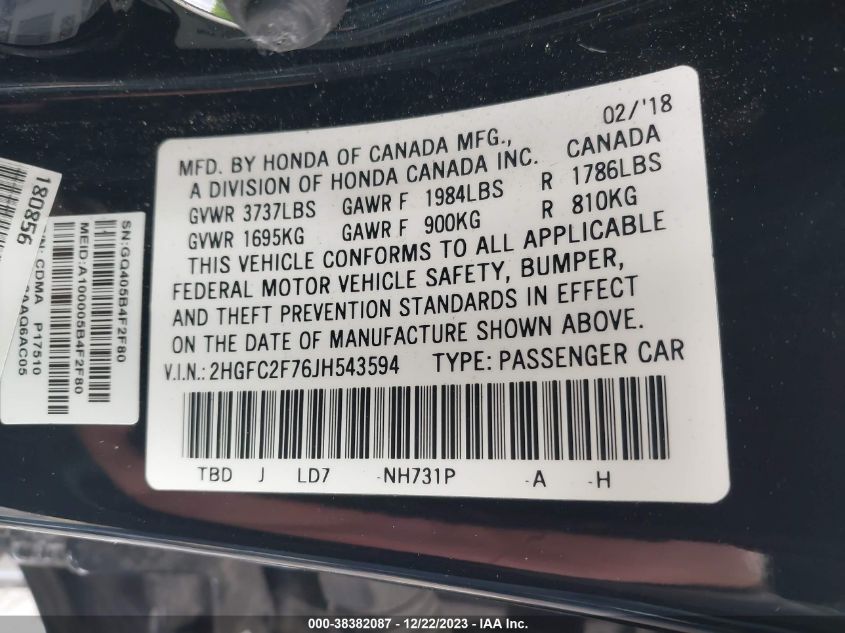 02/'18
MFD. BY HONDA OF CANADA MFG.,
A DIVISION OF HONDA CANADA INC. CANADA
GVWR 3737LBS GAWR F 1984LBS R 1786LBS
GVWR 1695KG GAWR F 900KG R 810KG
THIS VEHICLE CONFORMS TO ALL APPLICABLE
FEDERAL MOTOR VEHICLE SAFETY, BUMPER,
AND THEFT PREVENTION STANDARDS IN EFFECT
ON THE DATE OF MANUFACTURE SHOWN ABOVE.
V.I.N.: 2HGFC2F76JH543594 TYPE: PASSENGER CAR
TBD J LD7 -NH731P -A -H
180856
SN:GQ405B4F2F80
MEID:A100005B4F2F80
CDMA P17510
000-38382087 - 12/22/2023 - IAA Inc.